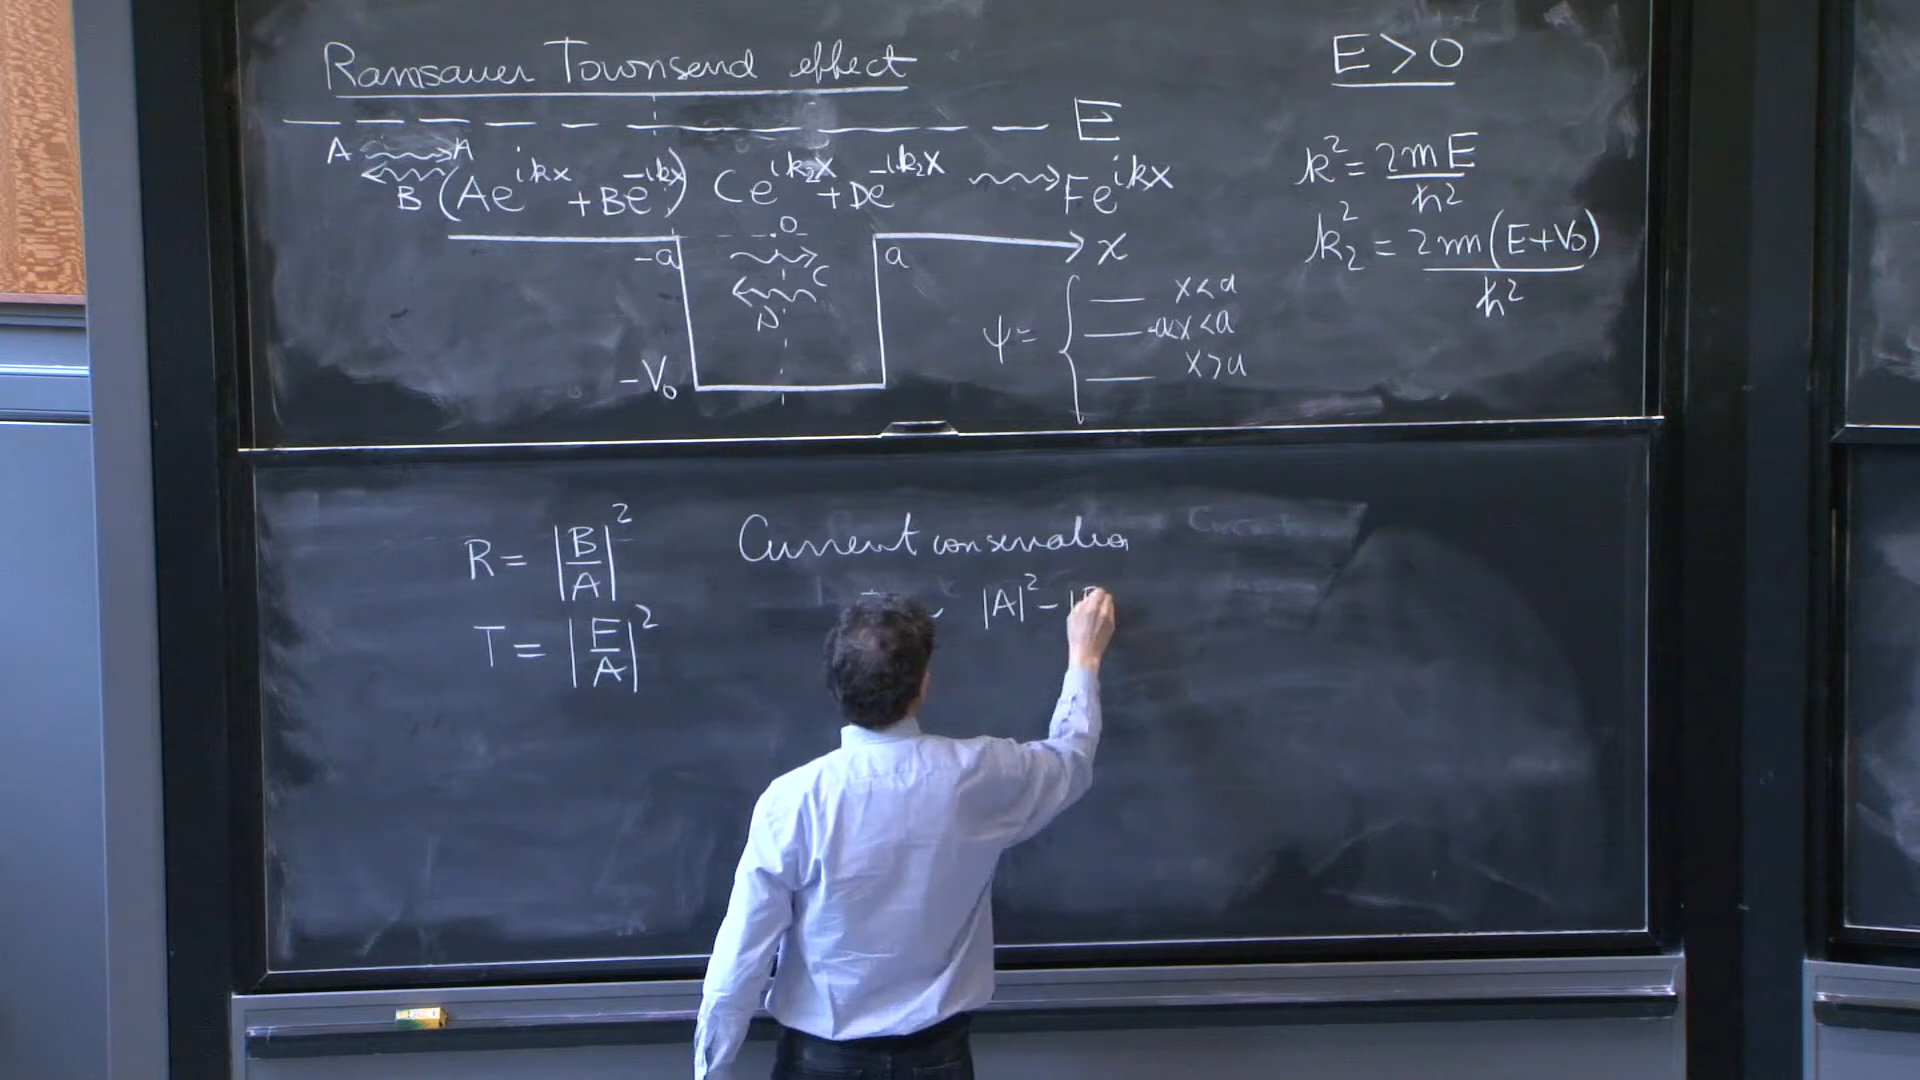 Ramsauer Townsend effect
E > 0
E
A A
B (Ae^{ikx} + Be^{-ikx}) Ce^{ik₂x} + De^{-ik₂x} Fe^{ikx}
k² = 2mE/ħ²
k₂² = 2m(E+V₀)/ħ²
0
-a a x
C
D
-V₀
ψ = { x<a
-a<x<a
x>a
R = |B/A|²
Current conservation
|A|² - |
T = |F/A|²